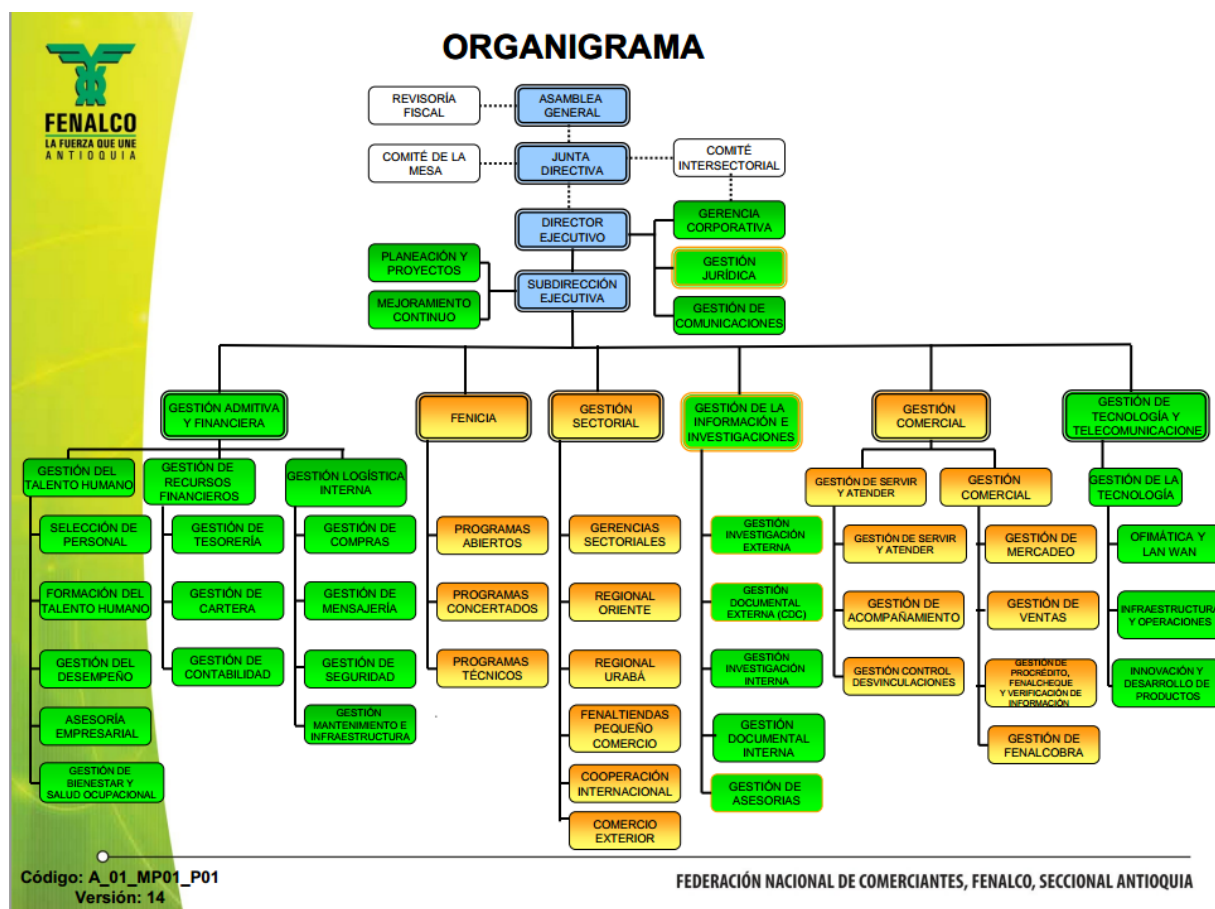 ORGANIGRAMA
FENALCO
LA FUERZA QUE UNE
ANTIOQUIA
REVISORÍA
FISCAL
ASAMBLEA
GENERAL
COMITÉ DE LA
MESA
JUNTA
DIRECTIVA
COMITÉ
INTERSECTORIAL
DIRECTOR
EJECUTIVO
GERENCIA
CORPORATIVA
PLANEACIÓN Y
PROYECTOS
GESTIÓN
JURÍDICA
SUBDIRECCIÓN
EJECUTIVA
MEJORAMIENTO
CONTINUO
GESTIÓN DE
COMUNICACIONES
GESTIÓN ADMITIVA
Y FINANCIERA
FENICIA
GESTIÓN
SECTORIAL
GESTIÓN DE LA
INFORMACIÓN E
INVESTIGACIONES
GESTIÓN
COMERCIAL
GESTIÓN DE
TECNOLOGÍA Y
TELECOMUNICACIONE
GESTIÓN DEL
TALENTO HUMANO
GESTIÓN DE
RECURSOS
FINANCIEROS
GESTIÓN LOGÍSTICA
INTERNA
GESTIÓN DE SERVIR
Y ATENDER
GESTIÓN
COMERCIAL
GESTIÓN DE LA
TECNOLOGÍA
SELECCIÓN DE
PERSONAL
GESTIÓN DE
TESORERÍA
GESTIÓN DE
COMPRAS
PROGRAMAS
ABIERTOS
GERENCIAS
SECTORIALES
GESTIÓN
INVESTIGACIÓN
EXTERNA
GESTIÓN DE SERVIR
Y ATENDER
GESTIÓN DE
MERCADEO
OFIMÁTICA Y
LAN WAN
FORMACIÓN DEL
TALENTO HUMANO
GESTIÓN DE
CARTERA
GESTIÓN DE
MENSAJERÍA
PROGRAMAS
CONCERTADOS
REGIONAL
ORIENTE
GESTIÓN
DOCUMENTAL
EXTERNA (CDC)
GESTIÓN DE
ACOMPAÑAMIENTO
GESTIÓN DE
VENTAS
INFRAESTRUCTURA
Y OPERACIONES
GESTIÓN DEL
DESEMPEÑO
GESTIÓN DE
CONTABILIDAD
GESTIÓN DE
SEGURIDAD
PROGRAMAS
TÉCNICOS
REGIONAL
URABÁ
GESTIÓN
INVESTIGACIÓN
INTERNA
GESTIÓN CONTROL
DESVINCULACIONES
GESTIÓN DE
PROCRÉDITO,
FENALCHEQUE
Y VERIFICACIÓN DE
INFORMACIÓN
INNOVACIÓN Y
DESARROLLO DE
PRODUCTOS
ASESORÍA
EMPRESARIAL
GESTIÓN
MANTENIMIENTO E
INFRAESTRUCTURA
FENALTIENDAS
PEQUEÑO
COMERCIO
GESTIÓN
DOCUMENTAL
INTERNA
GESTIÓN DE
FENALCOBRA
GESTIÓN DE
BIENESTAR Y
SALUD OCUPACIONAL
COOPERACIÓN
INTERNACIONAL
GESTIÓN DE
ASESORIAS
COMERCIO
EXTERIOR
Código: A_01_MP01_P01
Versión: 14
FEDERACIÓN NACIONAL DE COMERCIANTES, FENALCO, SECCIONAL ANTIOQUIA